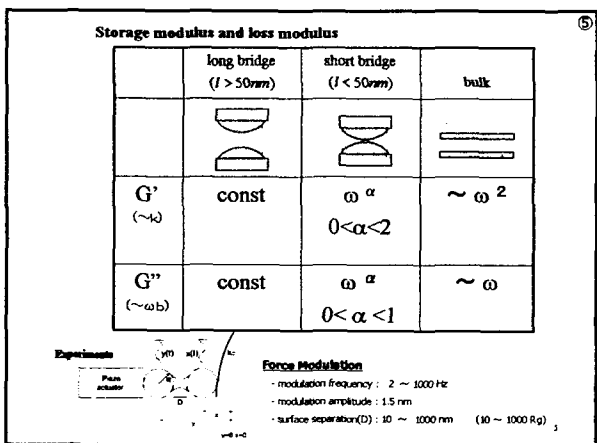 ⑤
Storage modulus and loss modulus
long bridge
(l > 50nm)
short bridge
(l < 50nm)
bulk
G'
(~k)
const
ω α
0<α<2
~ ω 2
G"
(~ωb)
const
ω α
0< α <1
~ ω
Experiments
y(t) x(t)
Piezo
actuator
D
Force Modulation
- modulation frequency : 2 ~ 1000 Hz
- modulation amplitude : 1.5 nm
- surface separation(D) : 10 ~ 1000 nm (10 ~ 1000 Rg)
5